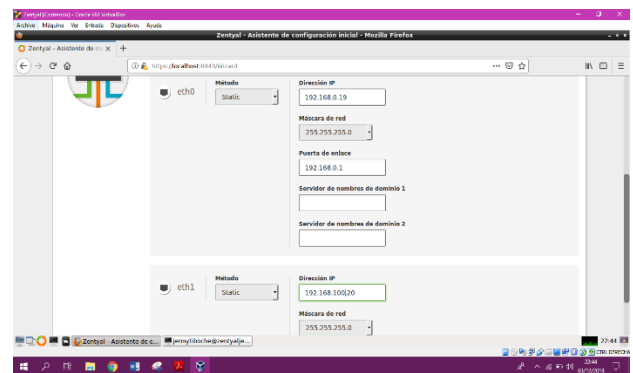 Zentyal [Corriendo] - Oracle VM VirtualBox
Archivo Máquina Ver Entrada Dispositivos Ayuda
Zentyal - Asistente de configuración inicial - Mozilla Firefox
Zentyal - Asistente de co
https://localhost:8443/Wizard
eth0
Método
Static
Dirección IP
192.168.0.19
Máscara de red
255.255.255.0
Puerta de enlace
192.168.0.1
Servidor de nombres de dominio 1
Servidor de nombres de dominio 2
eth1
Método
Static
Dirección IP
192.168.100.20
Máscara de red
255.255.255.0
Zentyal - Asistente de c...
22:44
CTRL DERECHA
22:44